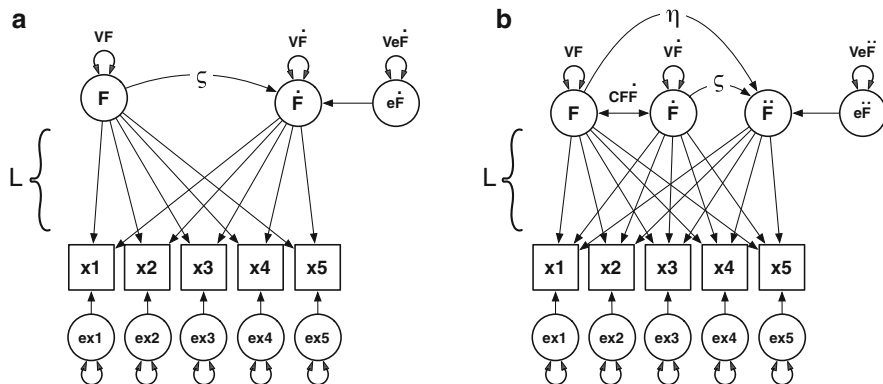 a
VF
VḞ
VeḞ
F
ς
Ḟ
eḞ
L
x1 x2 x3 x4 x5
ex1 ex2 ex3 ex4 ex5
b
η
VF
VḞ
VeF̈
F
CFḞ
Ḟ
ς
F̈
eF̈
L
x1 x2 x3 x4 x5
ex1 ex2 ex3 ex4 ex5